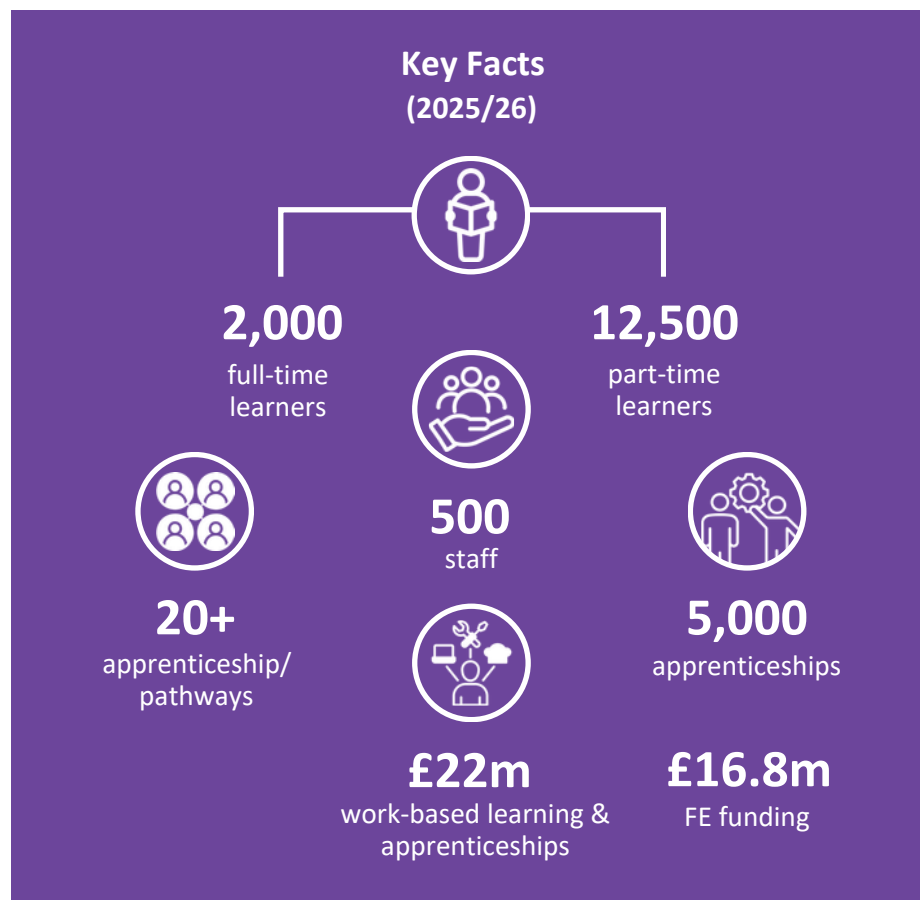 Key Facts
(2025/26)
2,000
full-time
learners
12,500
part-time
learners
500
staff
20+
apprenticeship/
pathways
5,000
apprenticeships
£22m
work-based learning &
apprenticeships
£16.8m
FE funding